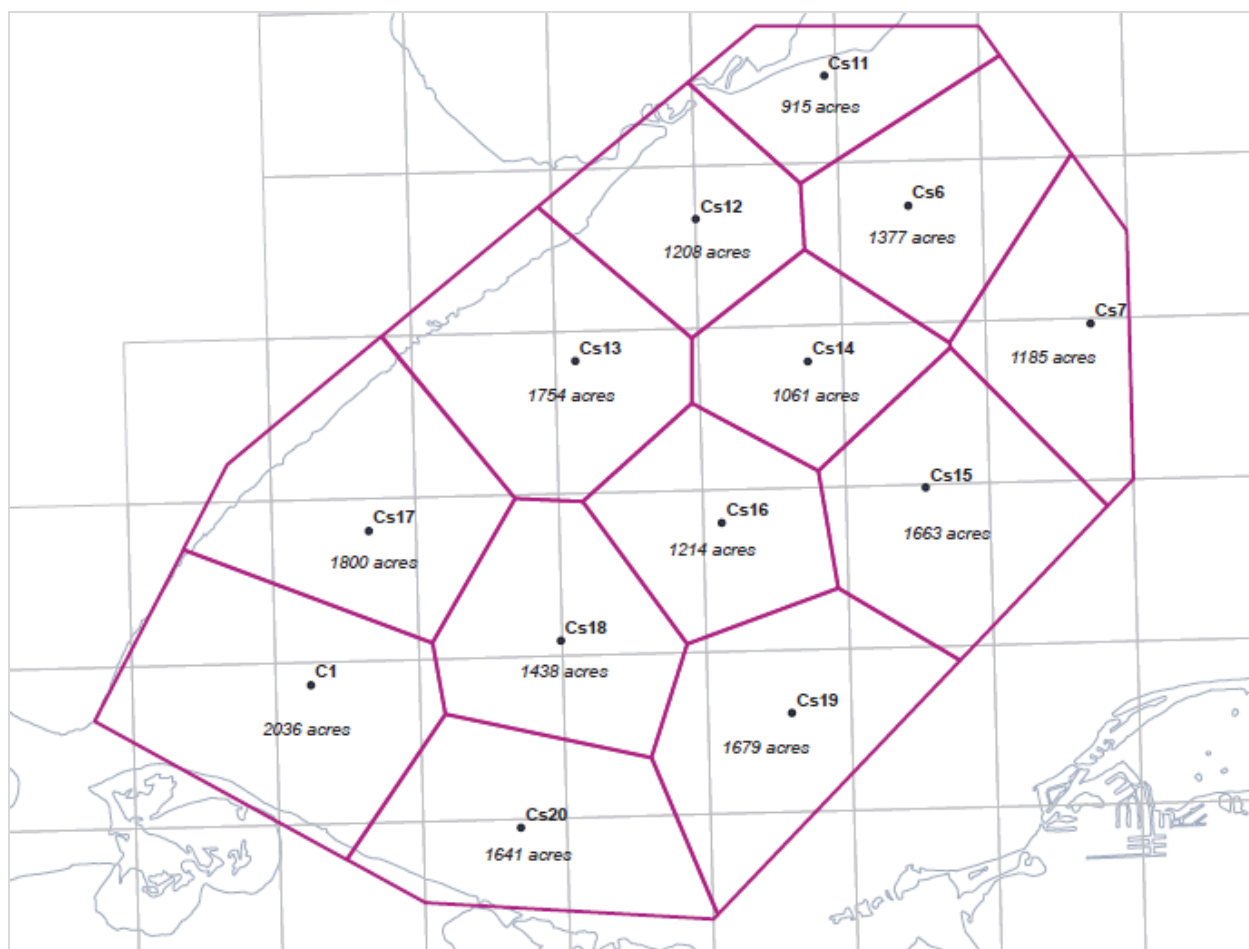 Cs11
915 acres
Cs12
1208 acres
Cs6
1377 acres
Cs7
1185 acres
Cs13
1754 acres
Cs14
1061 acres
Cs15
1663 acres
Cs17
1800 acres
Cs16
1214 acres
Cs18
1438 acres
C1
2036 acres
Cs19
1679 acres
Cs20
1641 acres